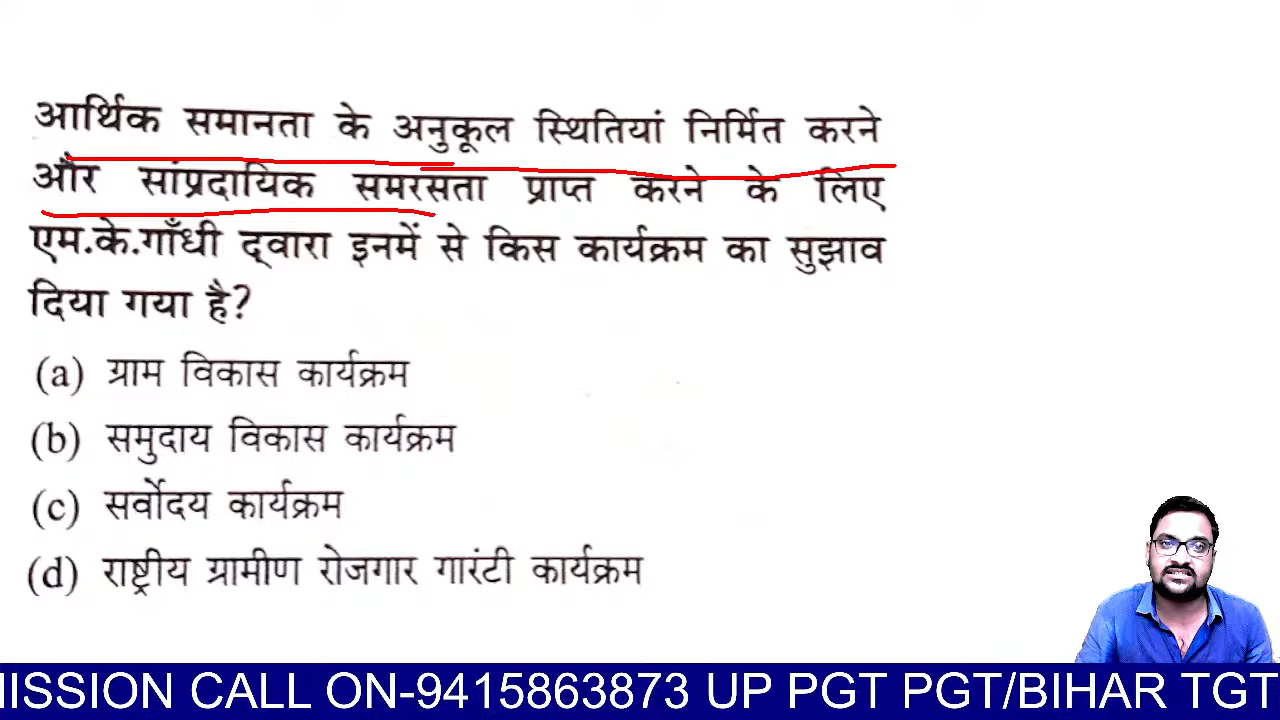 आर्थिक समानता के अनुकूल स्थितियां निर्मित करने
और सांप्रदायिक समरसता प्राप्त करने के लिए
एम.के.गाँधी द्वारा इनमें से किस कार्यक्रम का सुझाव
दिया गया है?
(a) ग्राम विकास कार्यक्रम
(b) समुदाय विकास कार्यक्रम
(c) सर्वोदय कार्यक्रम
(d) राष्ट्रीय ग्रामीण रोजगार गारंटी कार्यक्रम
MISSION CALL ON-9415863873 UP PGT PGT/BIHAR TGT